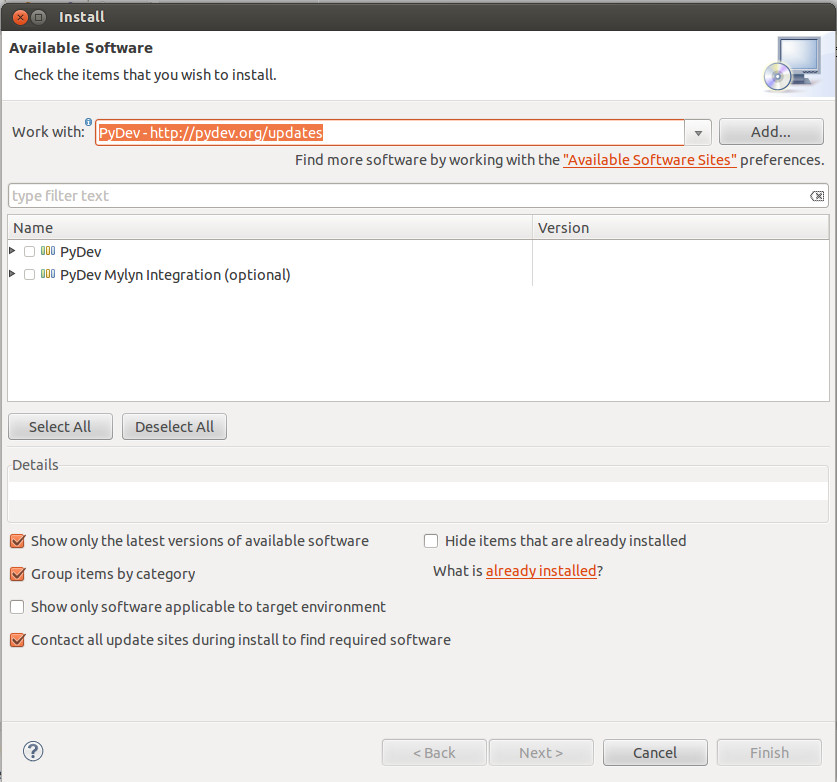 Install
Available Software
Check the items that you wish to install.
Work with: PyDev - http://pydev.org/updates Add...
Find more software by working with the "Available Software Sites" preferences.
type filter text
Name Version
PyDev
PyDev Mylyn Integration (optional)
Select All Deselect All
Details
Show only the latest versions of available software Hide items that are already installed
Group items by category What is already installed?
Show only software applicable to target environment
Contact all update sites during install to find required software
? < Back Next > Cancel Finish